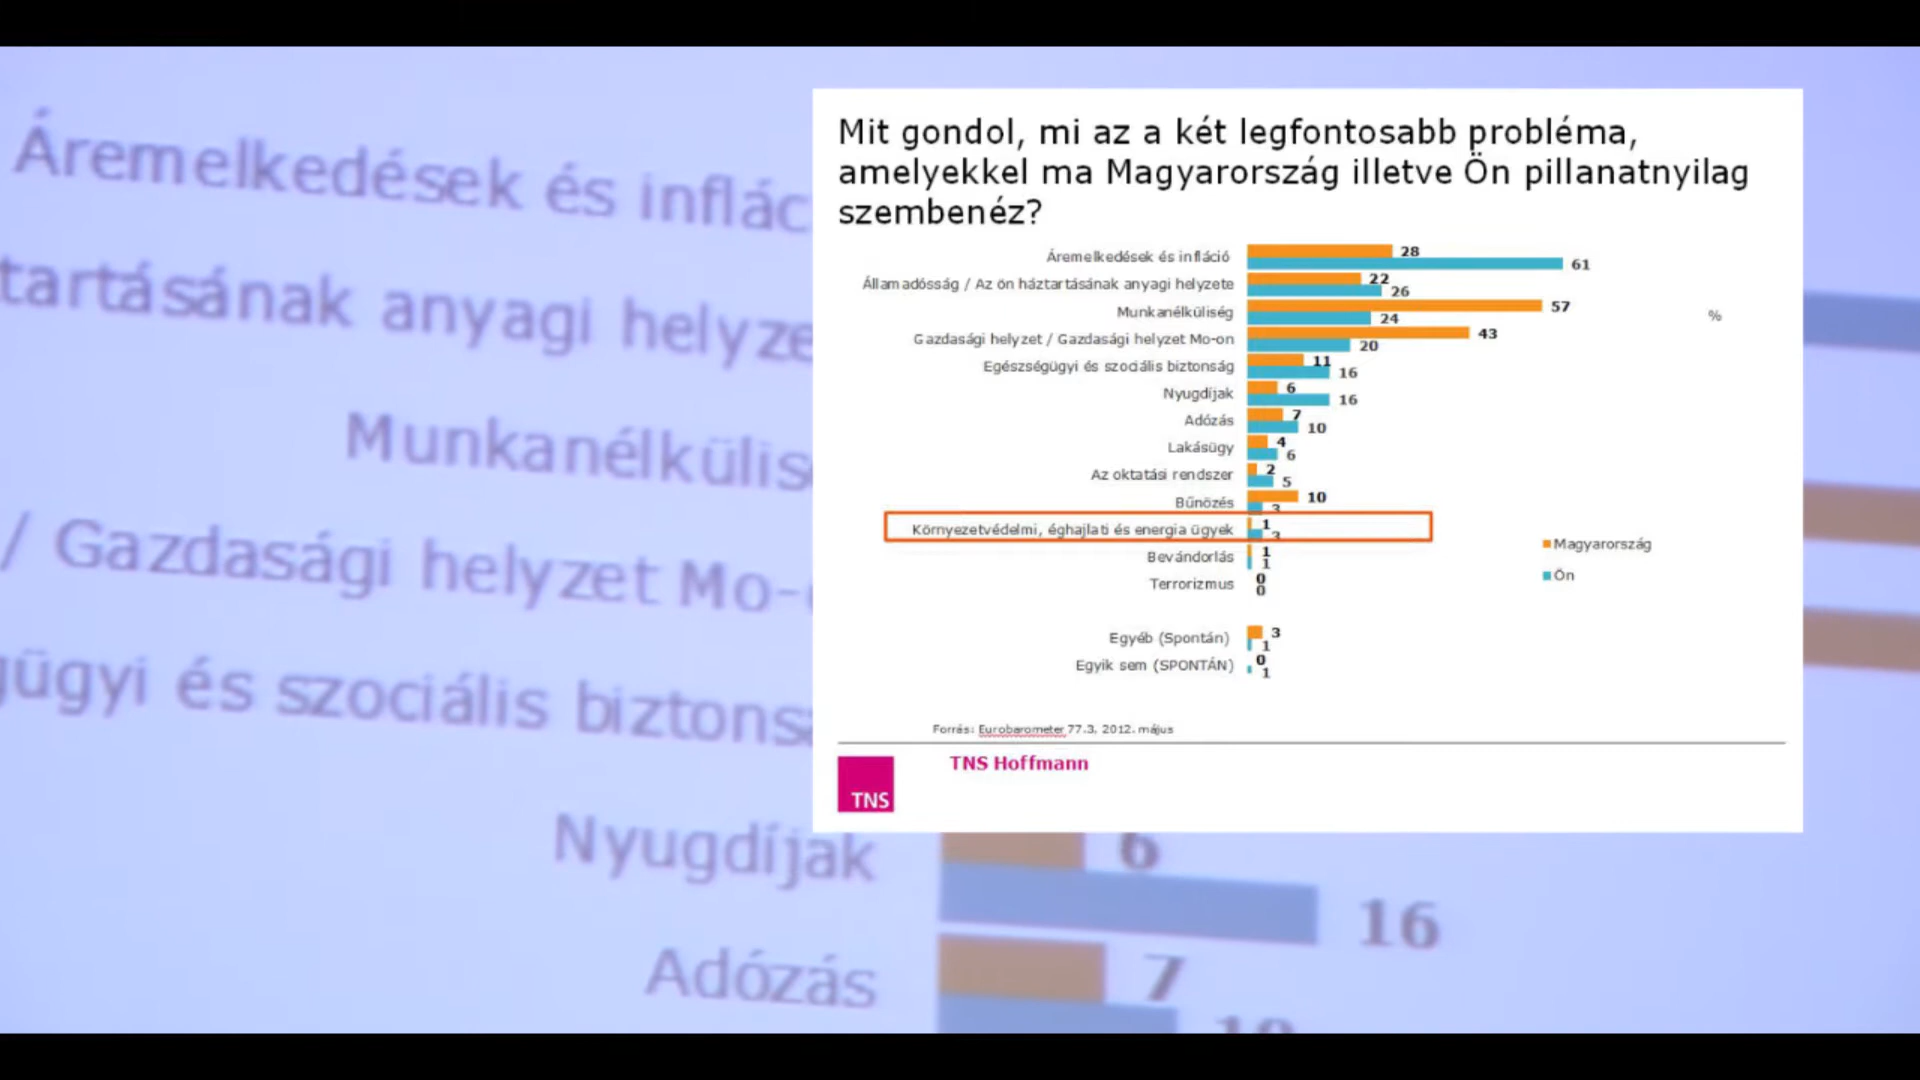 Mit gondol, mi az a két legfontosabb probléma,
amelyekkel ma Magyarország illetve Ön pillanatnyilag
szembenéz?
Áremelkedések és infláció 28
61
Államadósság / Az ön háztartásának anyagi helyzete 22
26
Munkanélküliség 57
24
%
Gazdasági helyzet / Gazdasági helyzet Mo-on 43
20
Egészségügyi és szociális biztonság 11
16
Nyugdíjak 6
16
Adózás 7
10
Lakásügy 4
6
Az oktatási rendszer 2
5
Bűnözés 10
3
Környezetvédelmi, éghajlati és energia ügyek 1
3
Bevándorlás 1
1
Terrorizmus 0
0
Magyarország
Ön
Egyéb (Spontán) 3
1
Egyik sem (SPONTÁN) 0
1
Forrás: Eurobarometer 77.3, 2012. május
TNS Hoffmann
TNS
Áremelkedések és inflác
tartásának anyagi helyze
Munkanélkülis
/ Gazdasági helyzet Mo-
gügyi és szociális biztons
Nyugdíjak 6
16
Adózás 7
10